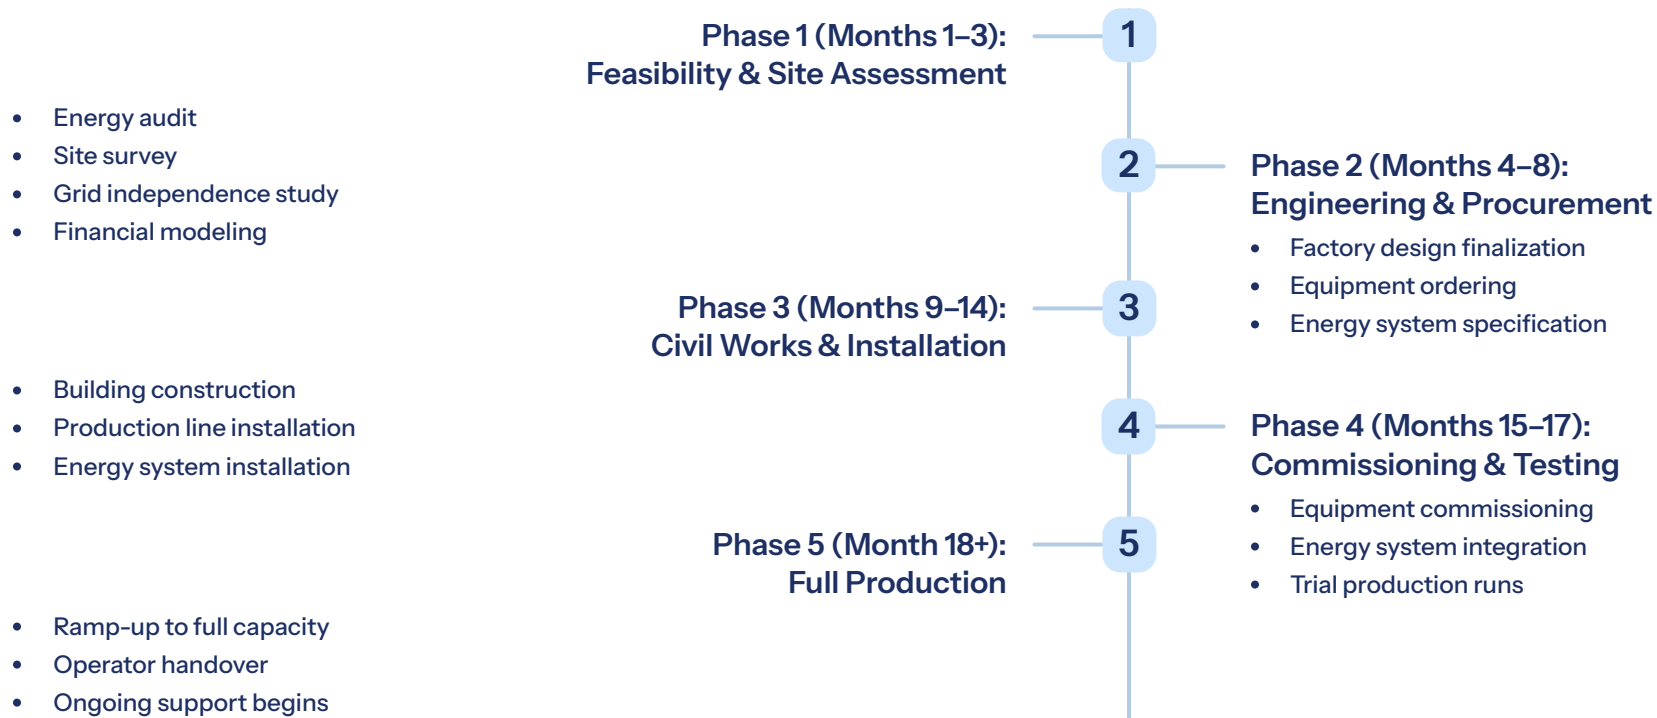 Phase 1 (Months 1–3):
Feasibility & Site Assessment
• Energy audit
• Site survey
• Grid independence study
• Financial modeling
1
2
Phase 2 (Months 4–8):
Engineering & Procurement
• Factory design finalization
• Equipment ordering
• Energy system specification
Phase 3 (Months 9–14):
Civil Works & Installation
• Building construction
• Production line installation
• Energy system installation
3
4
Phase 4 (Months 15–17):
Commissioning & Testing
• Equipment commissioning
• Energy system integration
• Trial production runs
Phase 5 (Month 18+):
Full Production
• Ramp-up to full capacity
• Operator handover
• Ongoing support begins
5